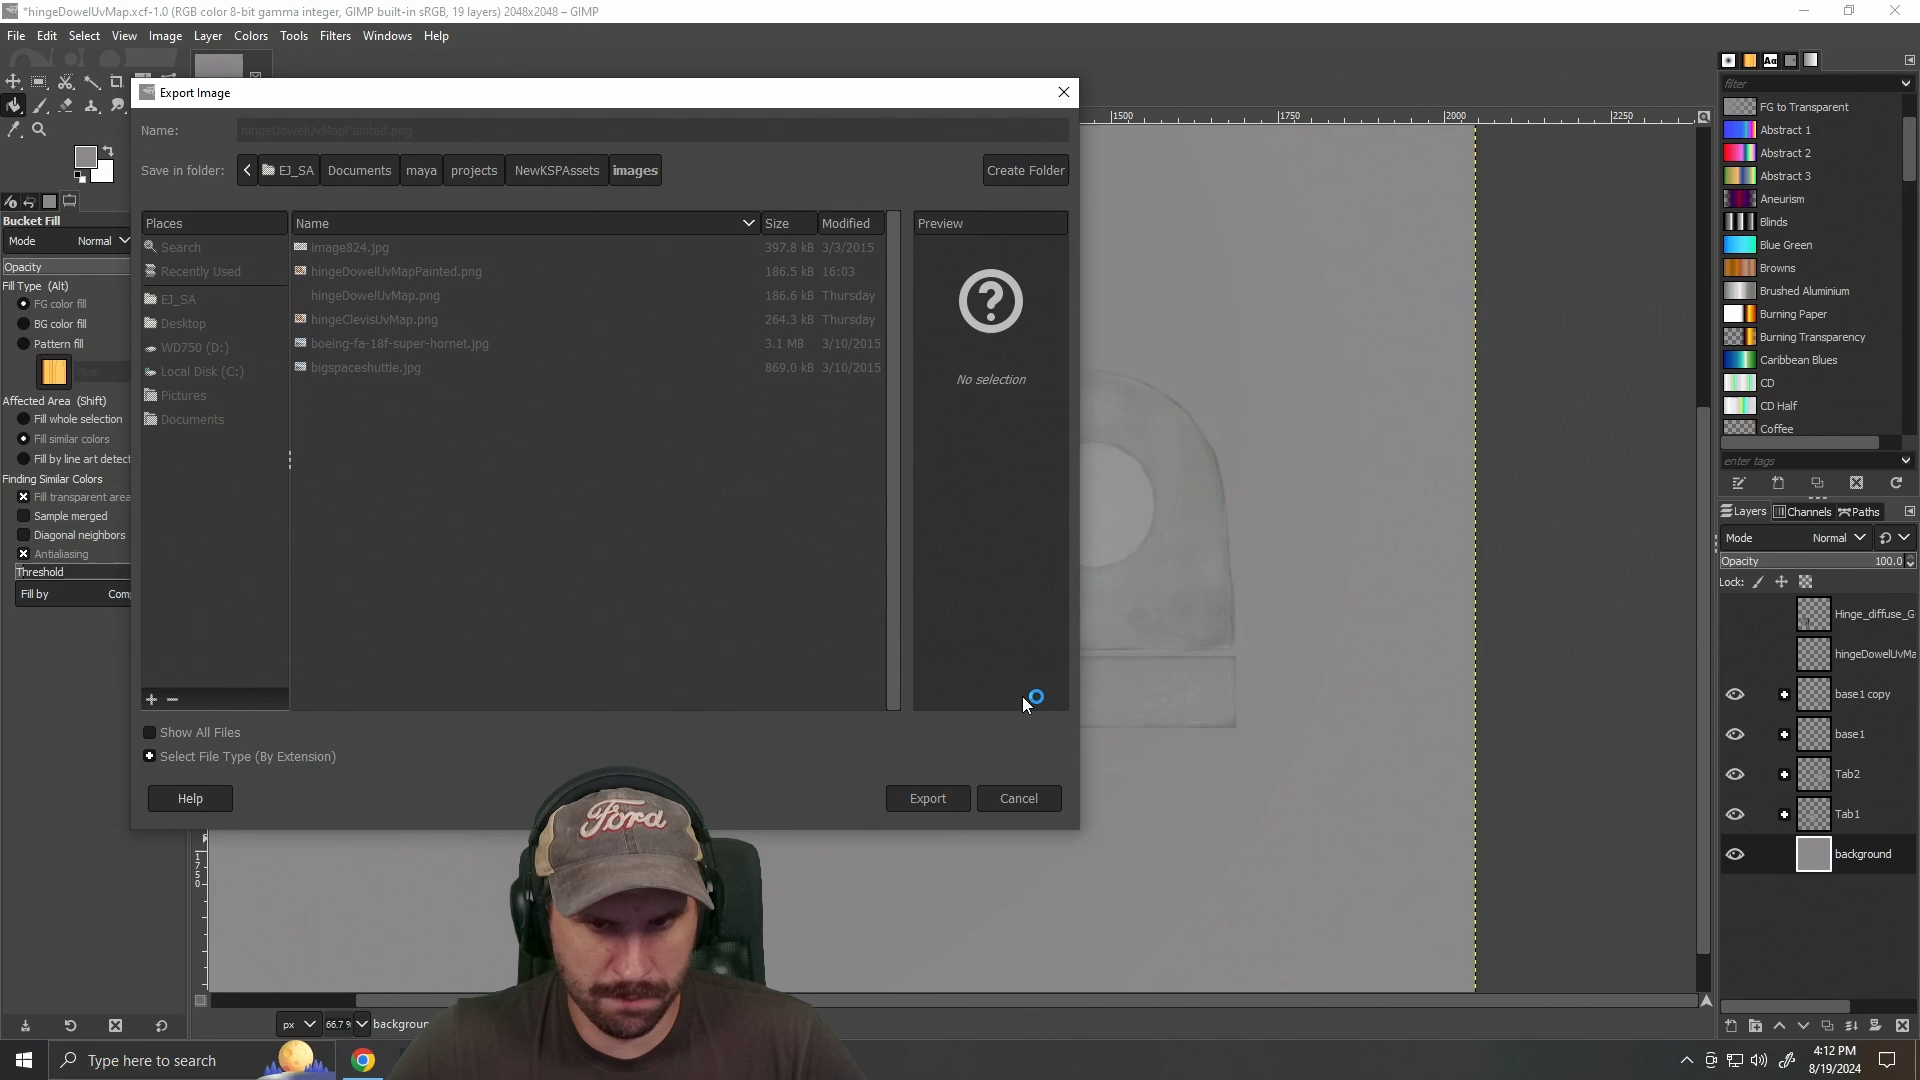 *hingeDowelUvMap.xcf-1.0 (RGB color 8-bit gamma integer, GIMP built-in sRGB, 19 layers) 2048x2048 – GIMP
File Edit Select View Image Layer Colors Tools Filters Windows Help
Export Image
Name: hingeDowelUvMapPainted.png
Save in folder: EJ_SA Documents maya projects NewKSPAssets images Create Folder
Places
Search
Recently Used
EJ_SA
Desktop
WD750 (D:)
Local Disk (C:)
Pictures
Documents
Name Size Modified
image824.jpg 397.8 kB 3/3/2015
hingeDowelUvMapPainted.png 186.5 kB 16:03
hingeDowelUvMap.png 186.6 kB Thursday
hingeClevisUvMap.png 264.3 kB Thursday
boeing-fa-18f-super-hornet.jpg 3.1 MB 3/10/2015
bigspaceshuttle.jpg 869.0 kB 3/10/2015
Preview
No selection
Show All Files
Select File Type (By Extension)
Help Export Cancel
Bucket Fill
Mode Normal
Opacity
Fill Type (Alt)
FG color fill
BG color fill
Pattern fill
Pine
Affected Area (Shift)
Fill whole selection
Fill similar colors
Fill by line art detect
Finding Similar Colors
Fill transparent area
Sample merged
Diagonal neighbors
Antialiasing
Threshold
Fill by Com
1500 1750 2000 2250
1750
Ford
px 66.7 % backgroun
Aa
filter
FG to Transparent
Abstract 1
Abstract 2
Abstract 3
Aneurism
Blinds
Blue Green
Browns
Brushed Aluminium
Burning Paper
Burning Transparency
Caribbean Blues
CD
CD Half
Coffee
enter tags
Layers Channels Paths
Mode Normal
Opacity 100.0
Lock:
Hinge_diffuse_G
hingeDowelUvMa
base1 copy
base1
Tab2
Tab1
background
Type here to search
4:12 PM
8/19/2024